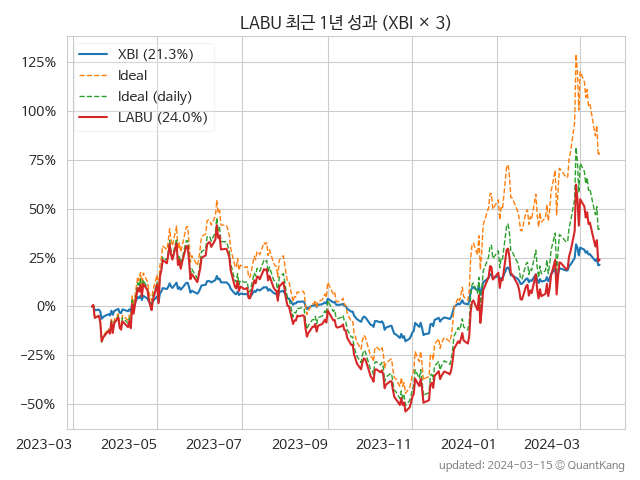 LABU 최근 1년 성과 (XBI × 3)
XBI (21.3%)
Ideal
Ideal (daily)
LABU (24.0%)
125%
100%
75%
50%
25%
0%
−25%
−50%
2023-03 2023-05 2023-07 2023-09 2023-11 2024-01 2024-03
updated: 2024-03-15 ⓒ QuantKang